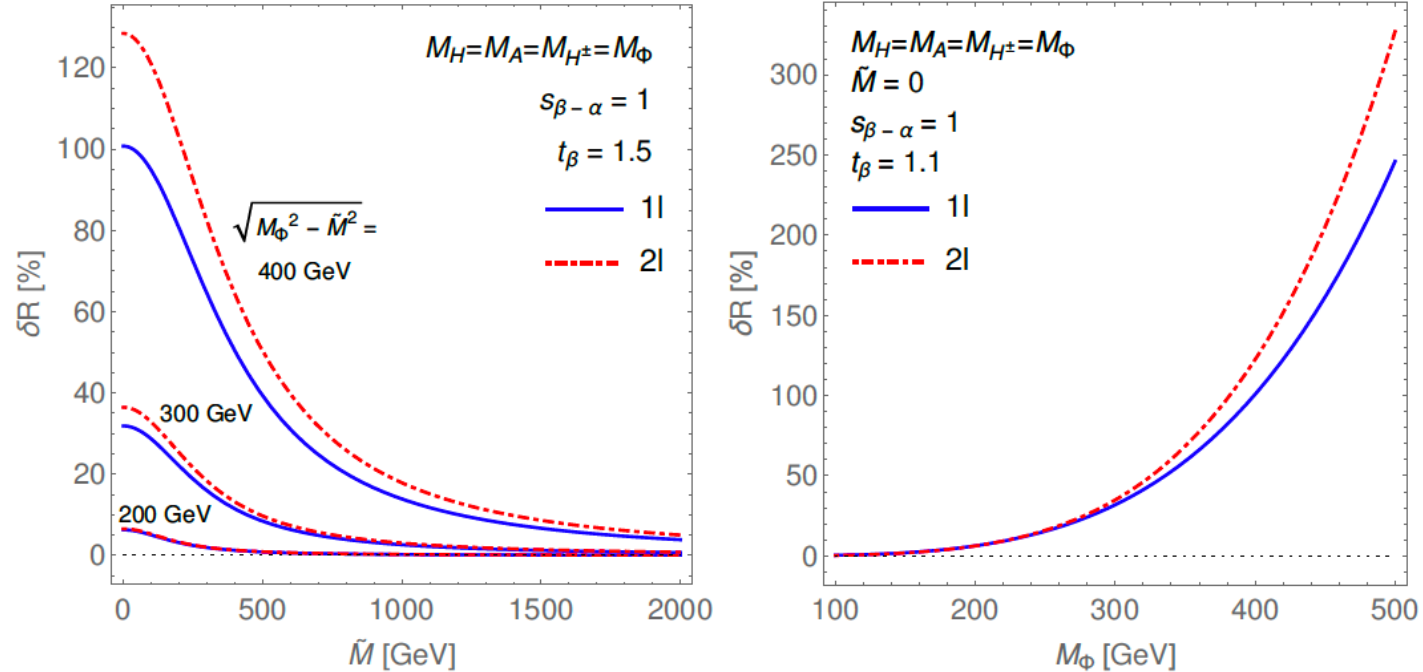 M_H=M_A=M_{H±}=M_Φ
s_{β−α} = 1
t_β = 1.5
1l
2l
√(M_Φ² − M̃²) =
400 GeV
300 GeV
200 GeV
δR [%]
120
100
80
60
40
20
0
0 500 1000 1500 2000
M̃ [GeV]
M_H=M_A=M_{H±}=M_Φ
M̃ = 0
s_{β−α} = 1
t_β = 1.1
1l
2l
δR [%]
300
250
200
150
100
50
0
100 200 300 400 500
M_Φ [GeV]